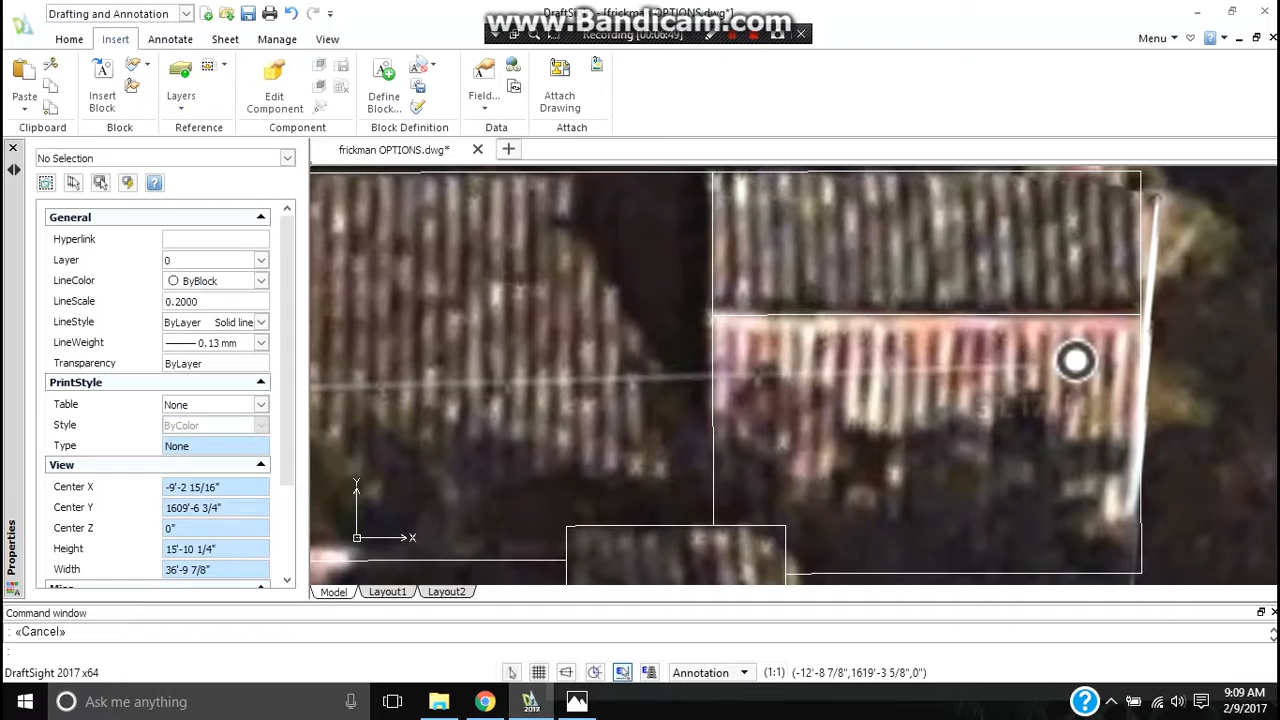 Drafting and Annotation
DraftSight - [frickman OPTIONS.dwg*]
www.Bandicam.com
Recording [00:06:49]
Home Insert Annotate Sheet Manage View
Menu
Paste
Insert Block
Layers
Edit Component
Define Block...
Field...
Attach Drawing
Clipboard Block Reference Component Block Definition Data Attach
frickman OPTIONS.dwg*
No Selection
General
Hyperlink
Layer 0
LineColor ByBlock
LineScale 0.2000
LineStyle ByLayer Solid line
LineWeight 0.13 mm
Transparency ByLayer
PrintStyle
Table None
Style ByColor
Type None
View
Center X -9'-2 15/16"
Center Y 1609'-6 3/4"
Center Z 0"
Height 15'-10 1/4"
Width 36'-9 7/8"
Misc
Properties
Y
X
Model Layout1 Layout2
Command window
: «Cancel»
:
DraftSight 2017 x64
Annotation
(1:1) (-12'-8 7/8",1619'-3 5/8",0")
Ask me anything
2017
9:09 AM
2/9/2017